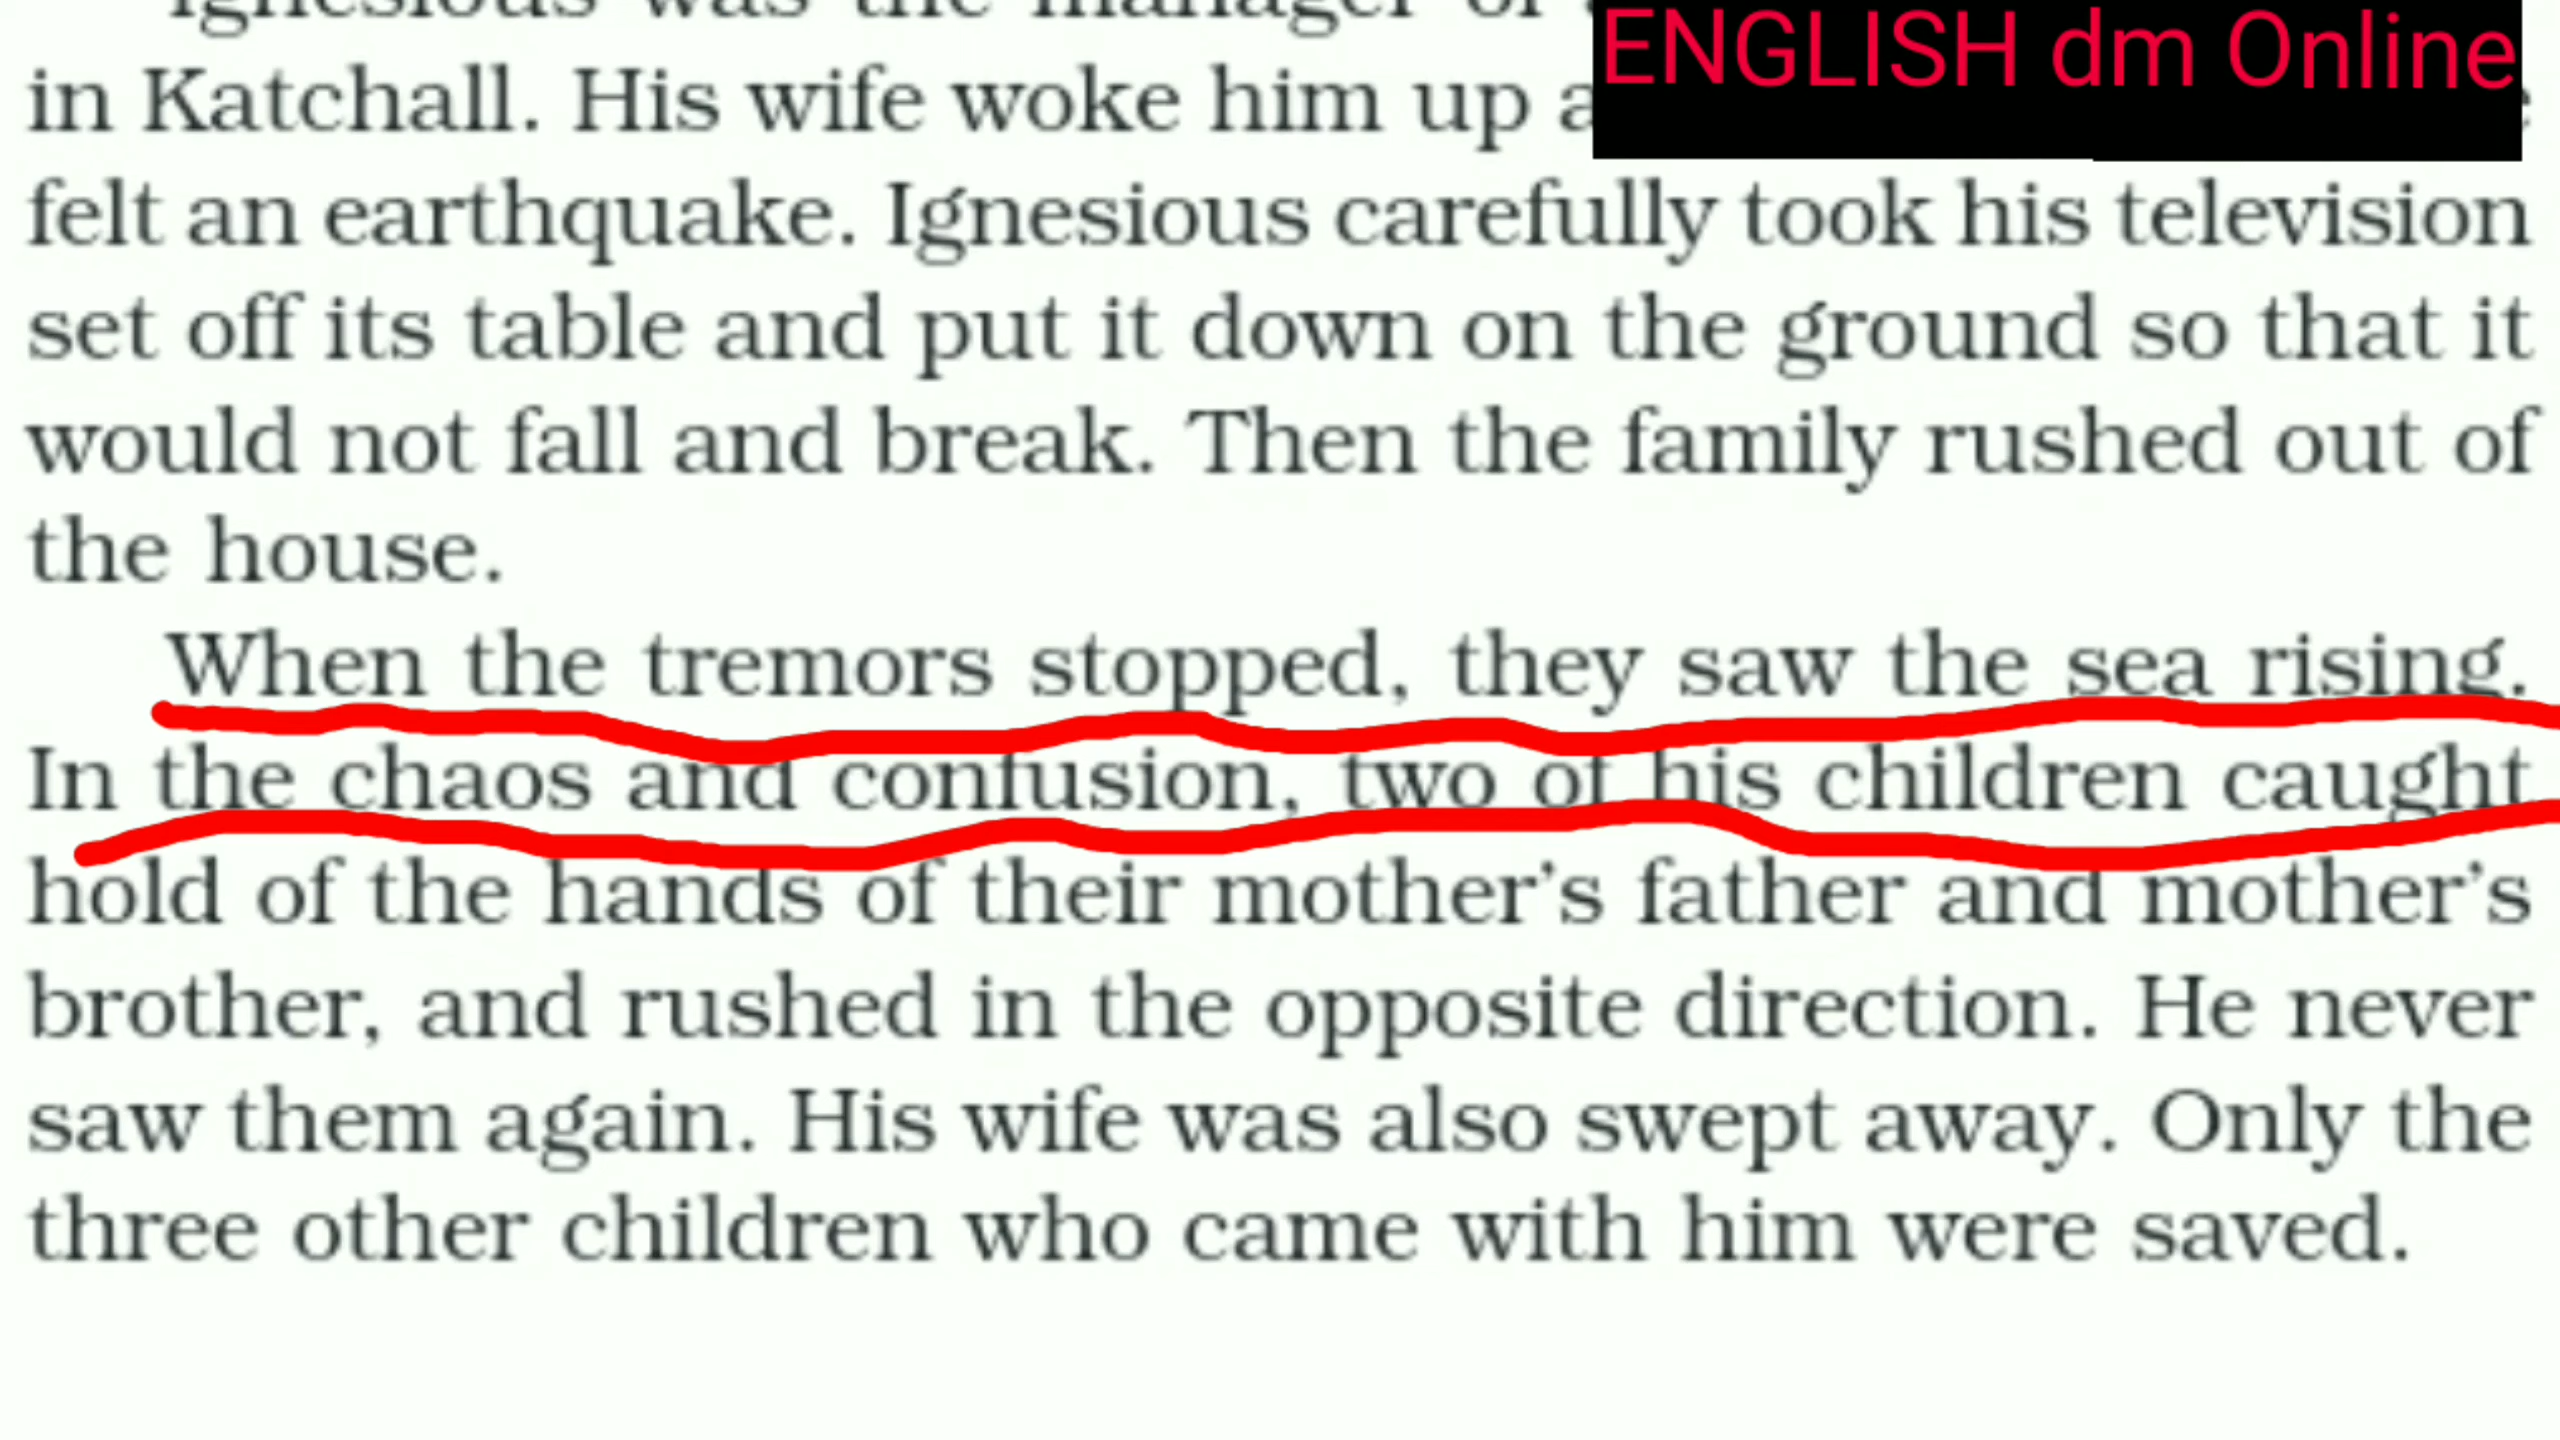 Ignesious was the manager of
ENGLISH dm Online
in Katchall. His wife woke him up
felt an earthquake. Ignesious carefully took his television
set off its table and put it down on the ground so that it
would not fall and break. Then the family rushed out of
the house.
When the tremors stopped, they saw the sea rising.
In the chaos and confusion, two of his children caught
hold of the hands of their mother's father and mother's
brother, and rushed in the opposite direction. He never
saw them again. His wife was also swept away. Only the
three other children who came with him were saved.